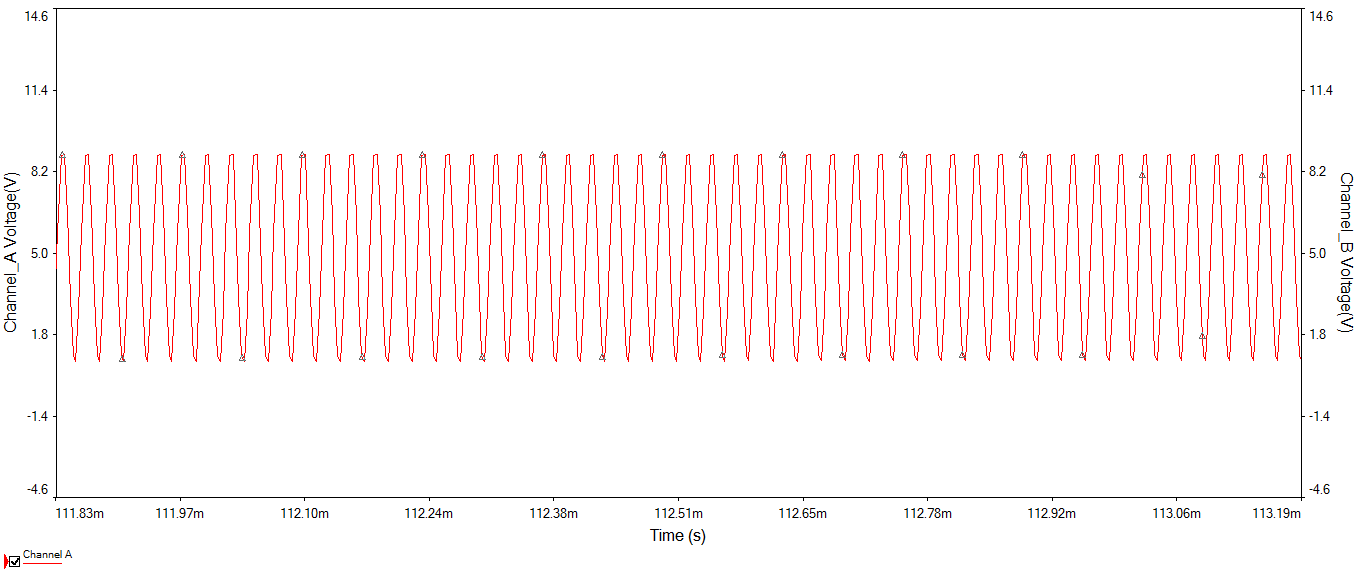 14.6
11.4
8.2
5.0
1.8
-1.4
-4.6
Channel_A Voltage(V)
14.6
11.4
8.2
5.0
1.8
-1.4
-4.6
Channel_B Voltage(V)
111.83m 111.97m 112.10m 112.24m 112.38m 112.51m 112.65m 112.78m 112.92m 113.06m 113.19m
Time (s)
Channel A